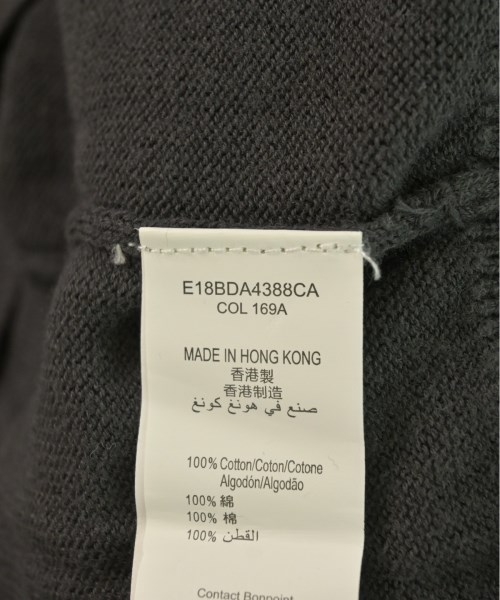 E18BDA4388CA
COL 169A
MADE IN HONG KONG
香港製
香港制造
صنع في هونغ كونغ
100% Cotton/Coton/Cotone
Algodón/Algodão
100% 綿
100% 棉
100% القطن
Contact Bonpoint